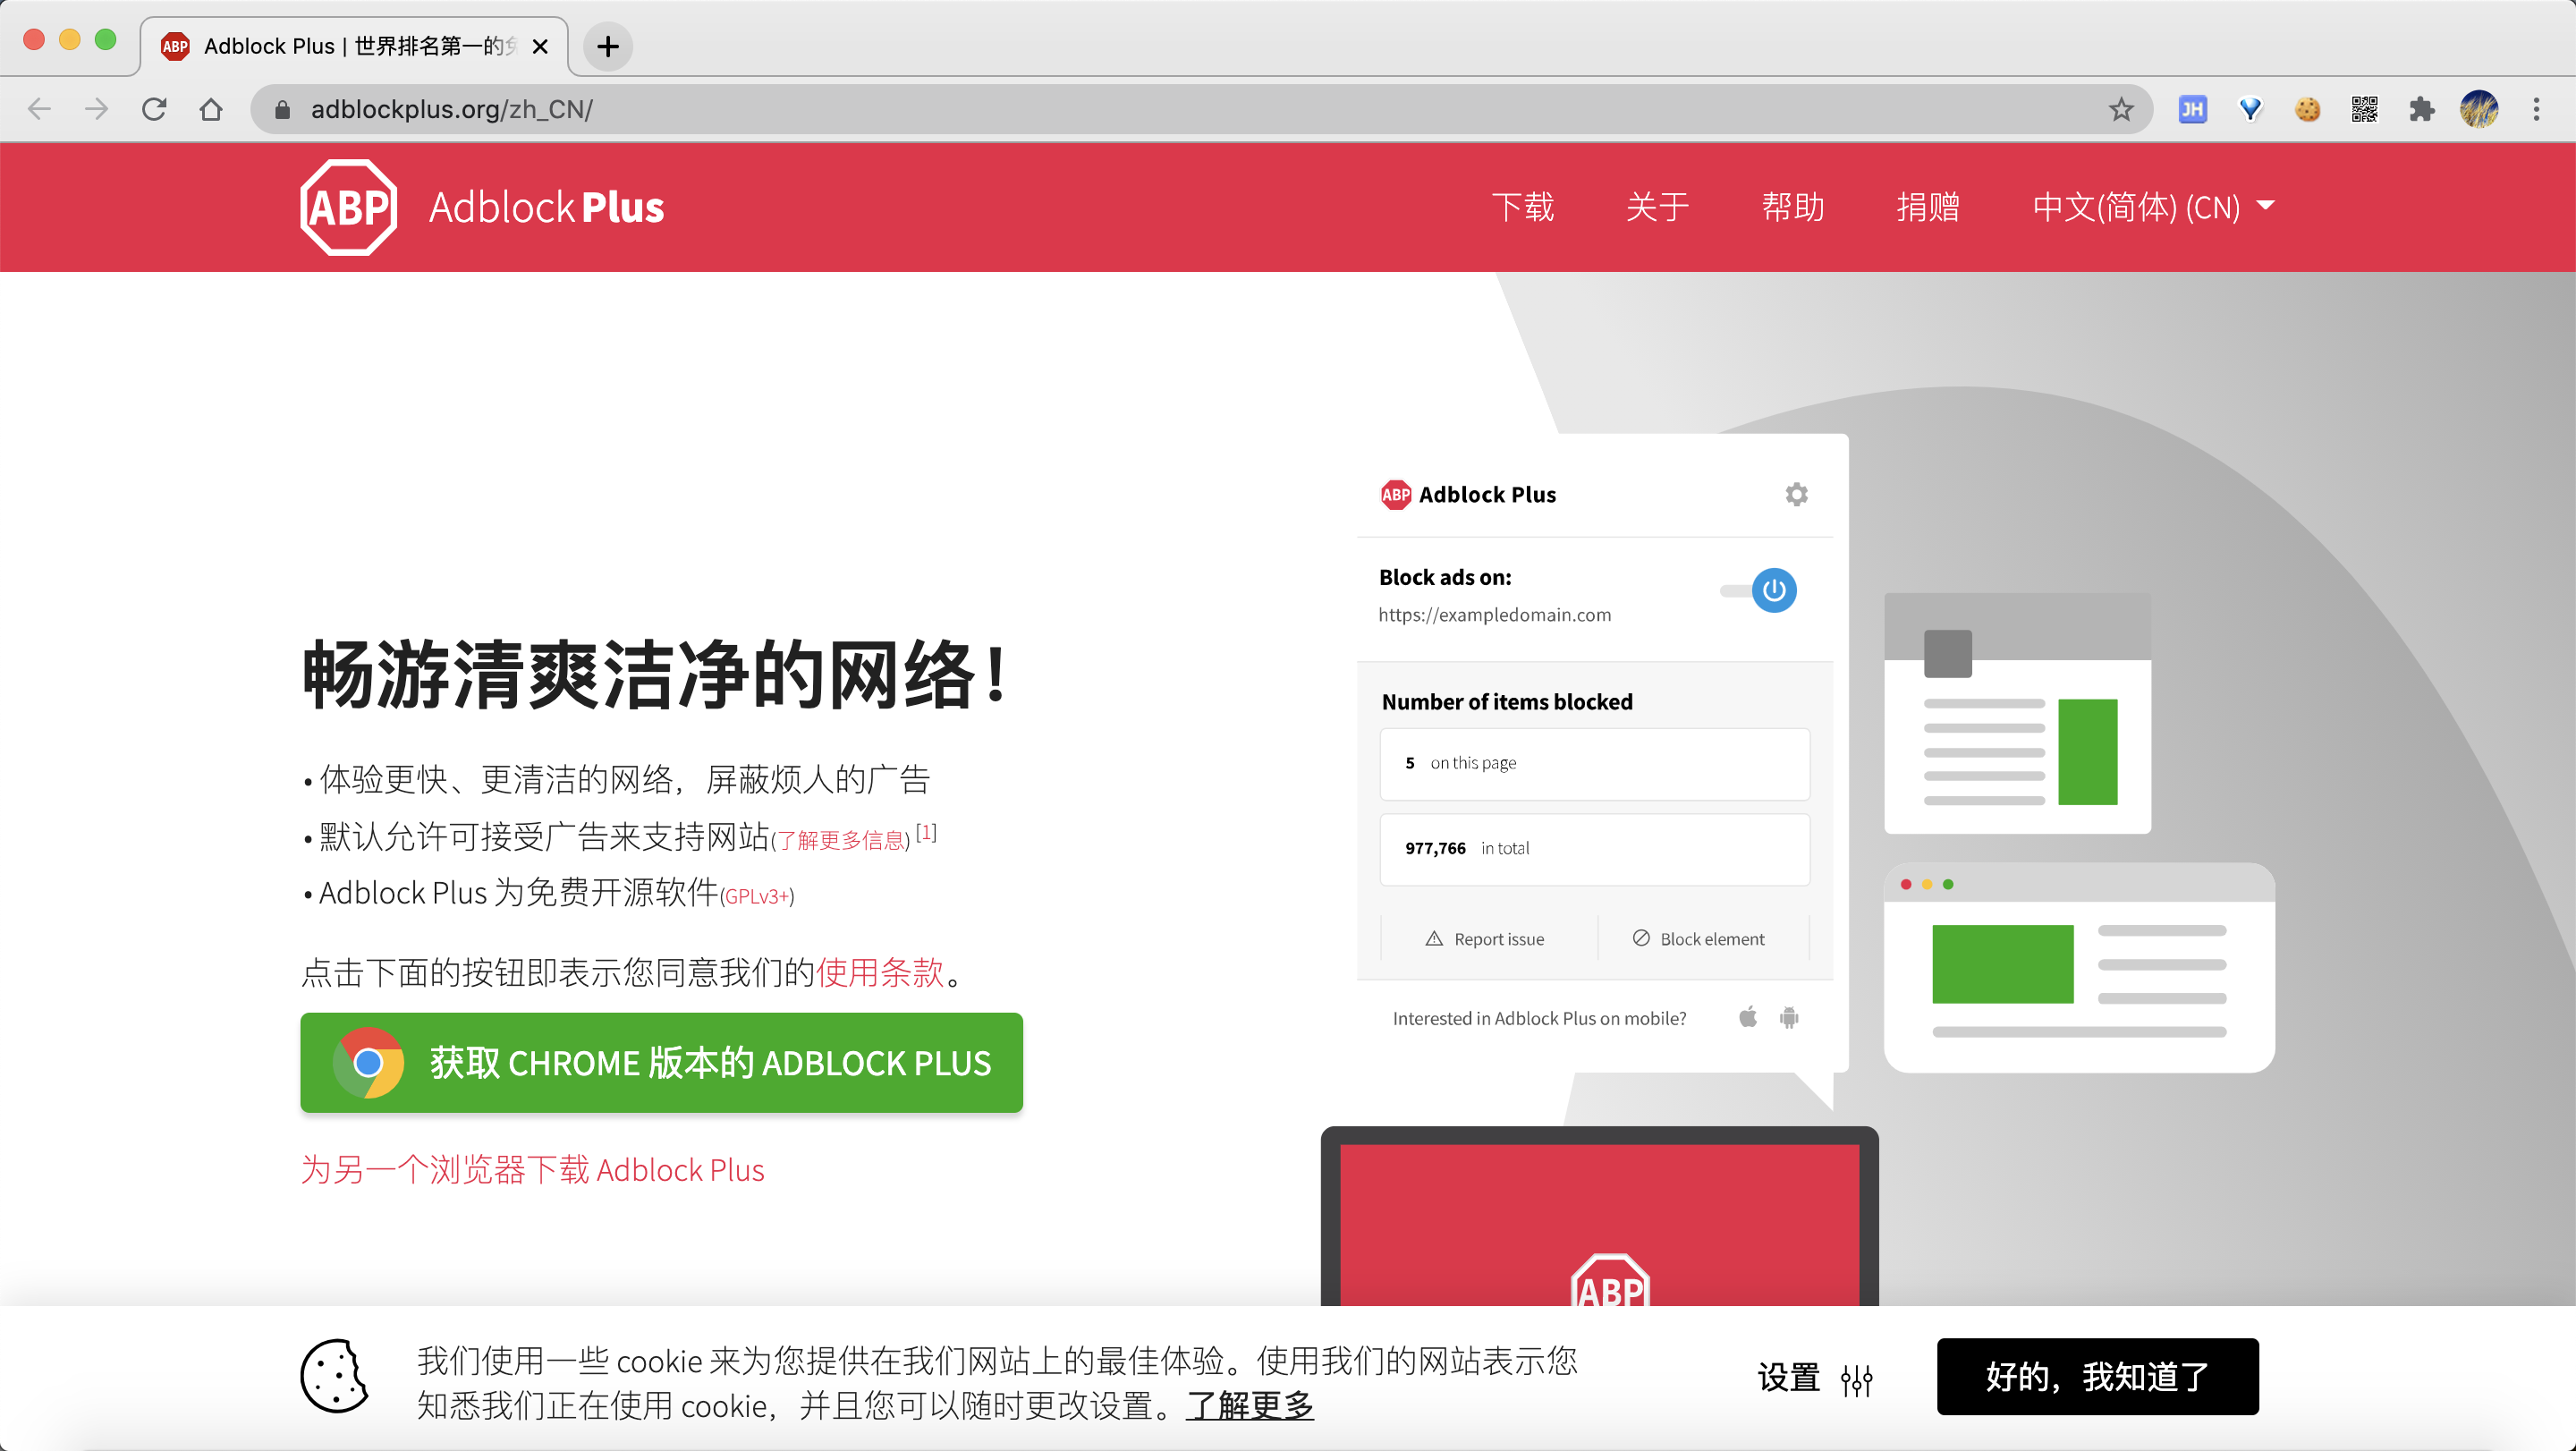 Adblock Plus | 世界排名第一的
adblockplus.org/zh_CN/
JH
ABP Adblock Plus
下载 关于 帮助 捐赠 中文(简体) (CN)
畅游清爽洁净的网络！
• 体验更快、更清洁的网络，屏蔽烦人的广告
• 默认允许可接受广告来支持网站(了解更多信息) [1]
• Adblock Plus 为免费开源软件(GPLv3+)
点击下面的按钮即表示您同意我们的使用条款。
获取 CHROME 版本的 ADBLOCK PLUS
为另一个浏览器下载 Adblock Plus
ABP Adblock Plus
Block ads on:
https://exampledomain.com
Number of items blocked
5 on this page
977,766 in total
Report issue Block element
Interested in Adblock Plus on mobile?
ABP
我们使用一些 cookie 来为您提供在我们网站上的最佳体验。使用我们的网站表示您
知悉我们正在使用 cookie，并且您可以随时更改设置。了解更多
设置
好的，我知道了